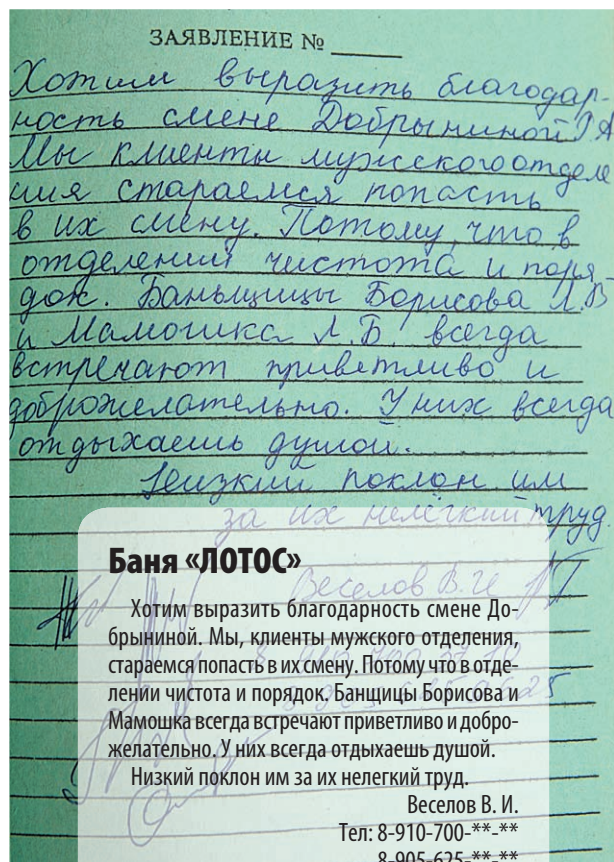 ЗАЯВЛЕНИЕ № ______
Хотим выразить благодар-
ность смене Добрыниной
Мы клиенты мужского отделе
ния стараемся попасть
в их смену. Потому, что в
отделении чистота и поря-
док. Баньщицы Борисова Л.В
и Мамошка Л.Б. всегда
встречают приветливо и
доброжелательно. У них всегда
отдыхаешь душой.
Низкий поклон им
за их нелёгкий труд
Веселов В. И
Баня «ЛОТОС»
Хотим выразить благодарность смене До-
брыниной. Мы, клиенты мужского отделения,
стараемся попасть в их смену. Потому что в отде-
лении чистота и порядок. Банщицы Борисова и
Мамошка всегда встречают приветливо и добро-
желательно. У них всегда отдыхаешь душой.
Низкий поклон им за их нелегкий труд.
Веселов В. И.
Тел: 8-910-700-**-**
8-905-625-**-**